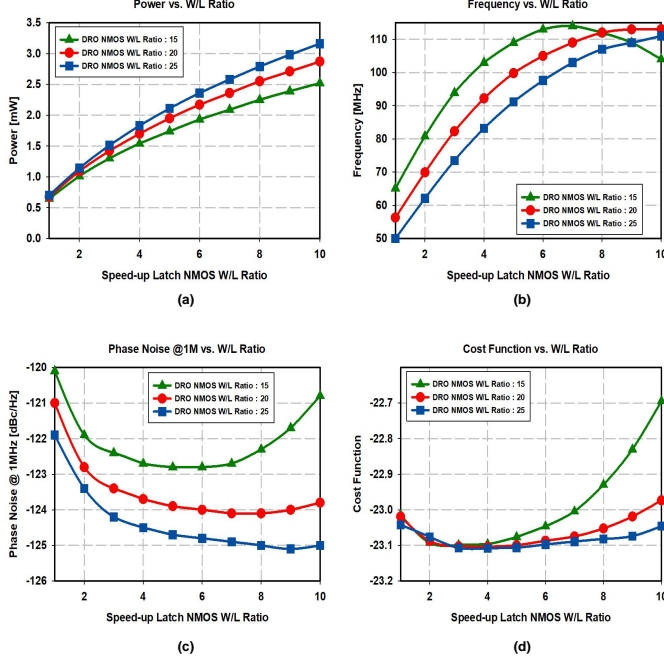 Power vs. W/L Ratio
3.5
3.0
2.5
2.0
1.5
1.0
0.5
0.0
Power [mW]
DRO NMOS W/L Ratio : 15
DRO NMOS W/L Ratio : 20
DRO NMOS W/L Ratio : 25
2 4 6 8 10
Speed-up Latch NMOS W/L Ratio
(a)
Frequency vs. W/L Ratio
110
100
90
80
70
60
50
Frequency [MHz]
DRO NMOS W/L Ratio : 15
DRO NMOS W/L Ratio : 20
DRO NMOS W/L Ratio : 25
2 4 6 8 10
Speed-up Latch NMOS W/L Ratio
(b)
Phase Noise @1M vs. W/L Ratio
-120
-121
-122
-123
-124
-125
-126
Phase Noise @ 1MHz [dBc/Hz]
DRO NMOS W/L Ratio : 15
DRO NMOS W/L Ratio : 20
DRO NMOS W/L Ratio : 25
2 4 6 8 10
Speed-up Latch NMOS W/L Ratio
(c)
Cost Function vs. W/L Ratio
-22.7
-22.8
-22.9
-23.0
-23.1
-23.2
Cost Function
DRO NMOS W/L Ratio : 15
DRO NMOS W/L Ratio : 20
DRO NMOS W/L Ratio : 25
2 4 6 8 10
Speed-up Latch NMOS W/L Ratio
(d)